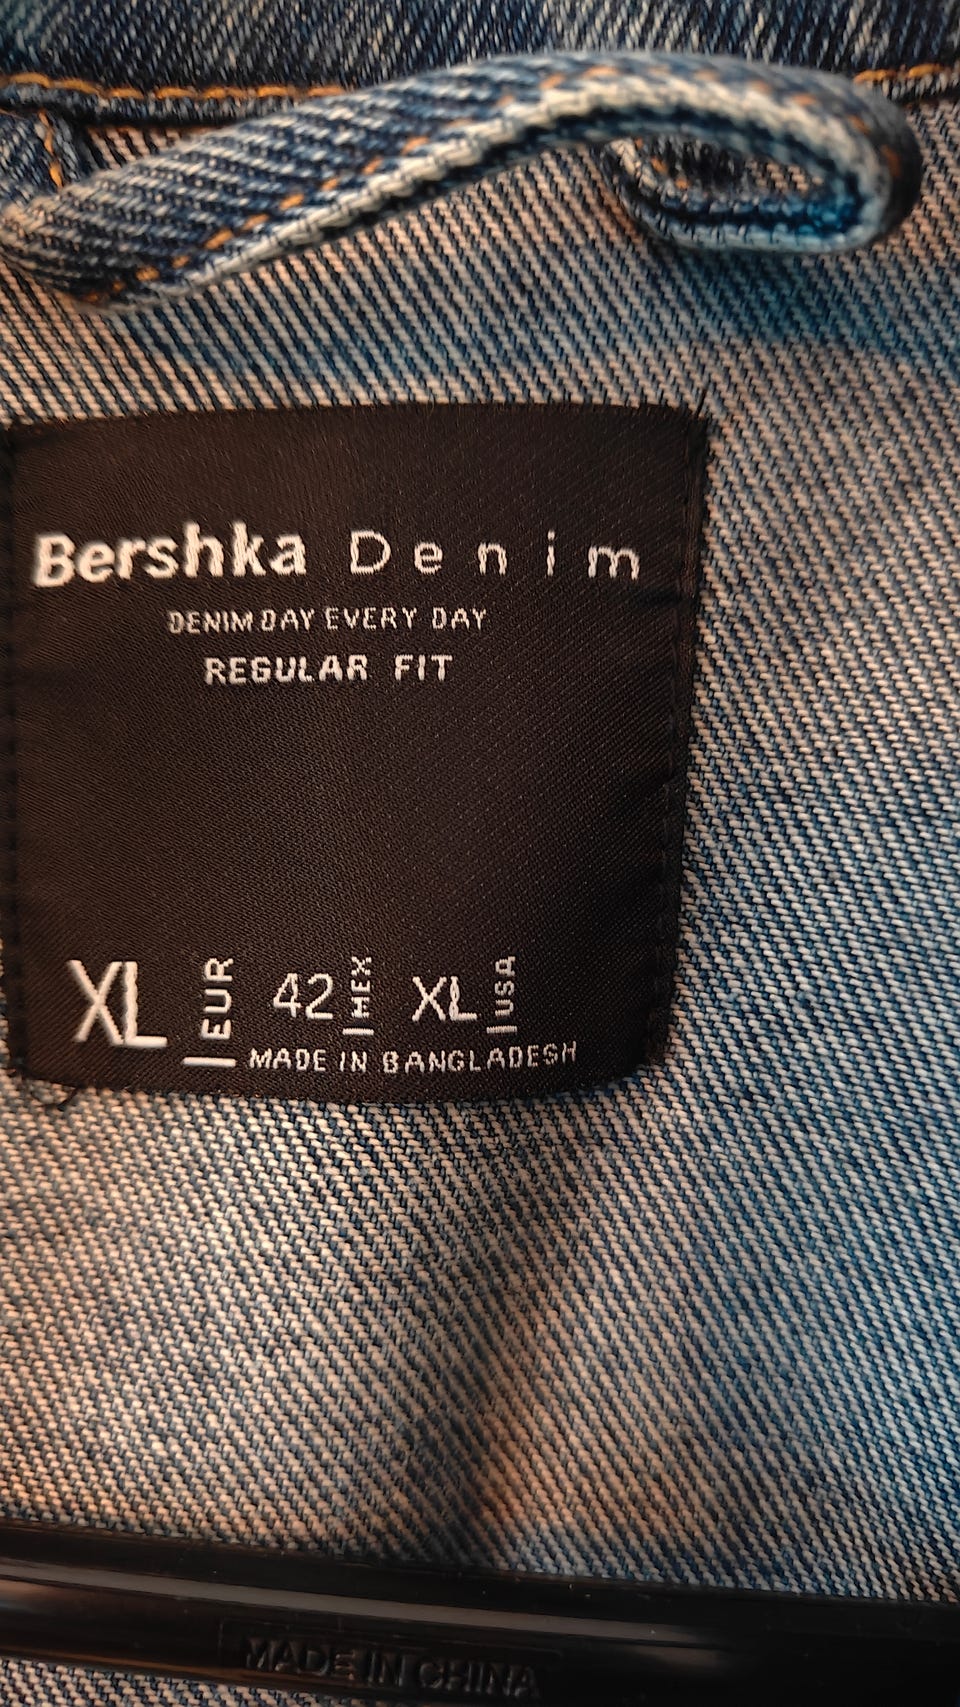 Bershka Denim
DENIM DAY EVERY DAY
REGULAR FIT
XL EUR 42 MEX XL USA
MADE IN BANGLADESH
MADE IN CHINA